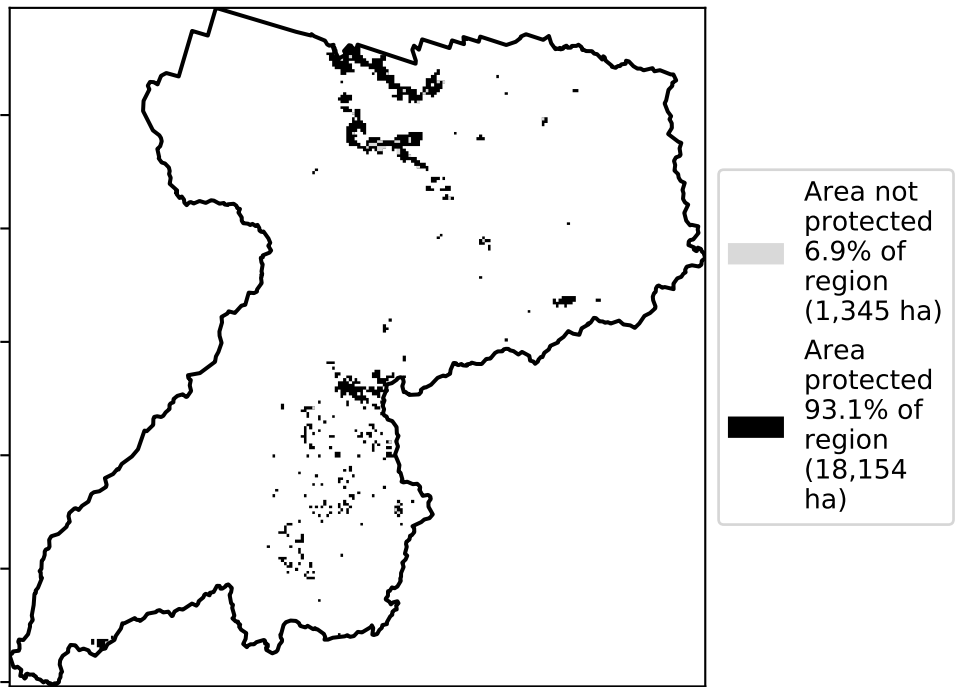 Area not
protected
6.9% of
region
(1,345 ha)
Area
protected
93.1% of
region
(18,154
ha)